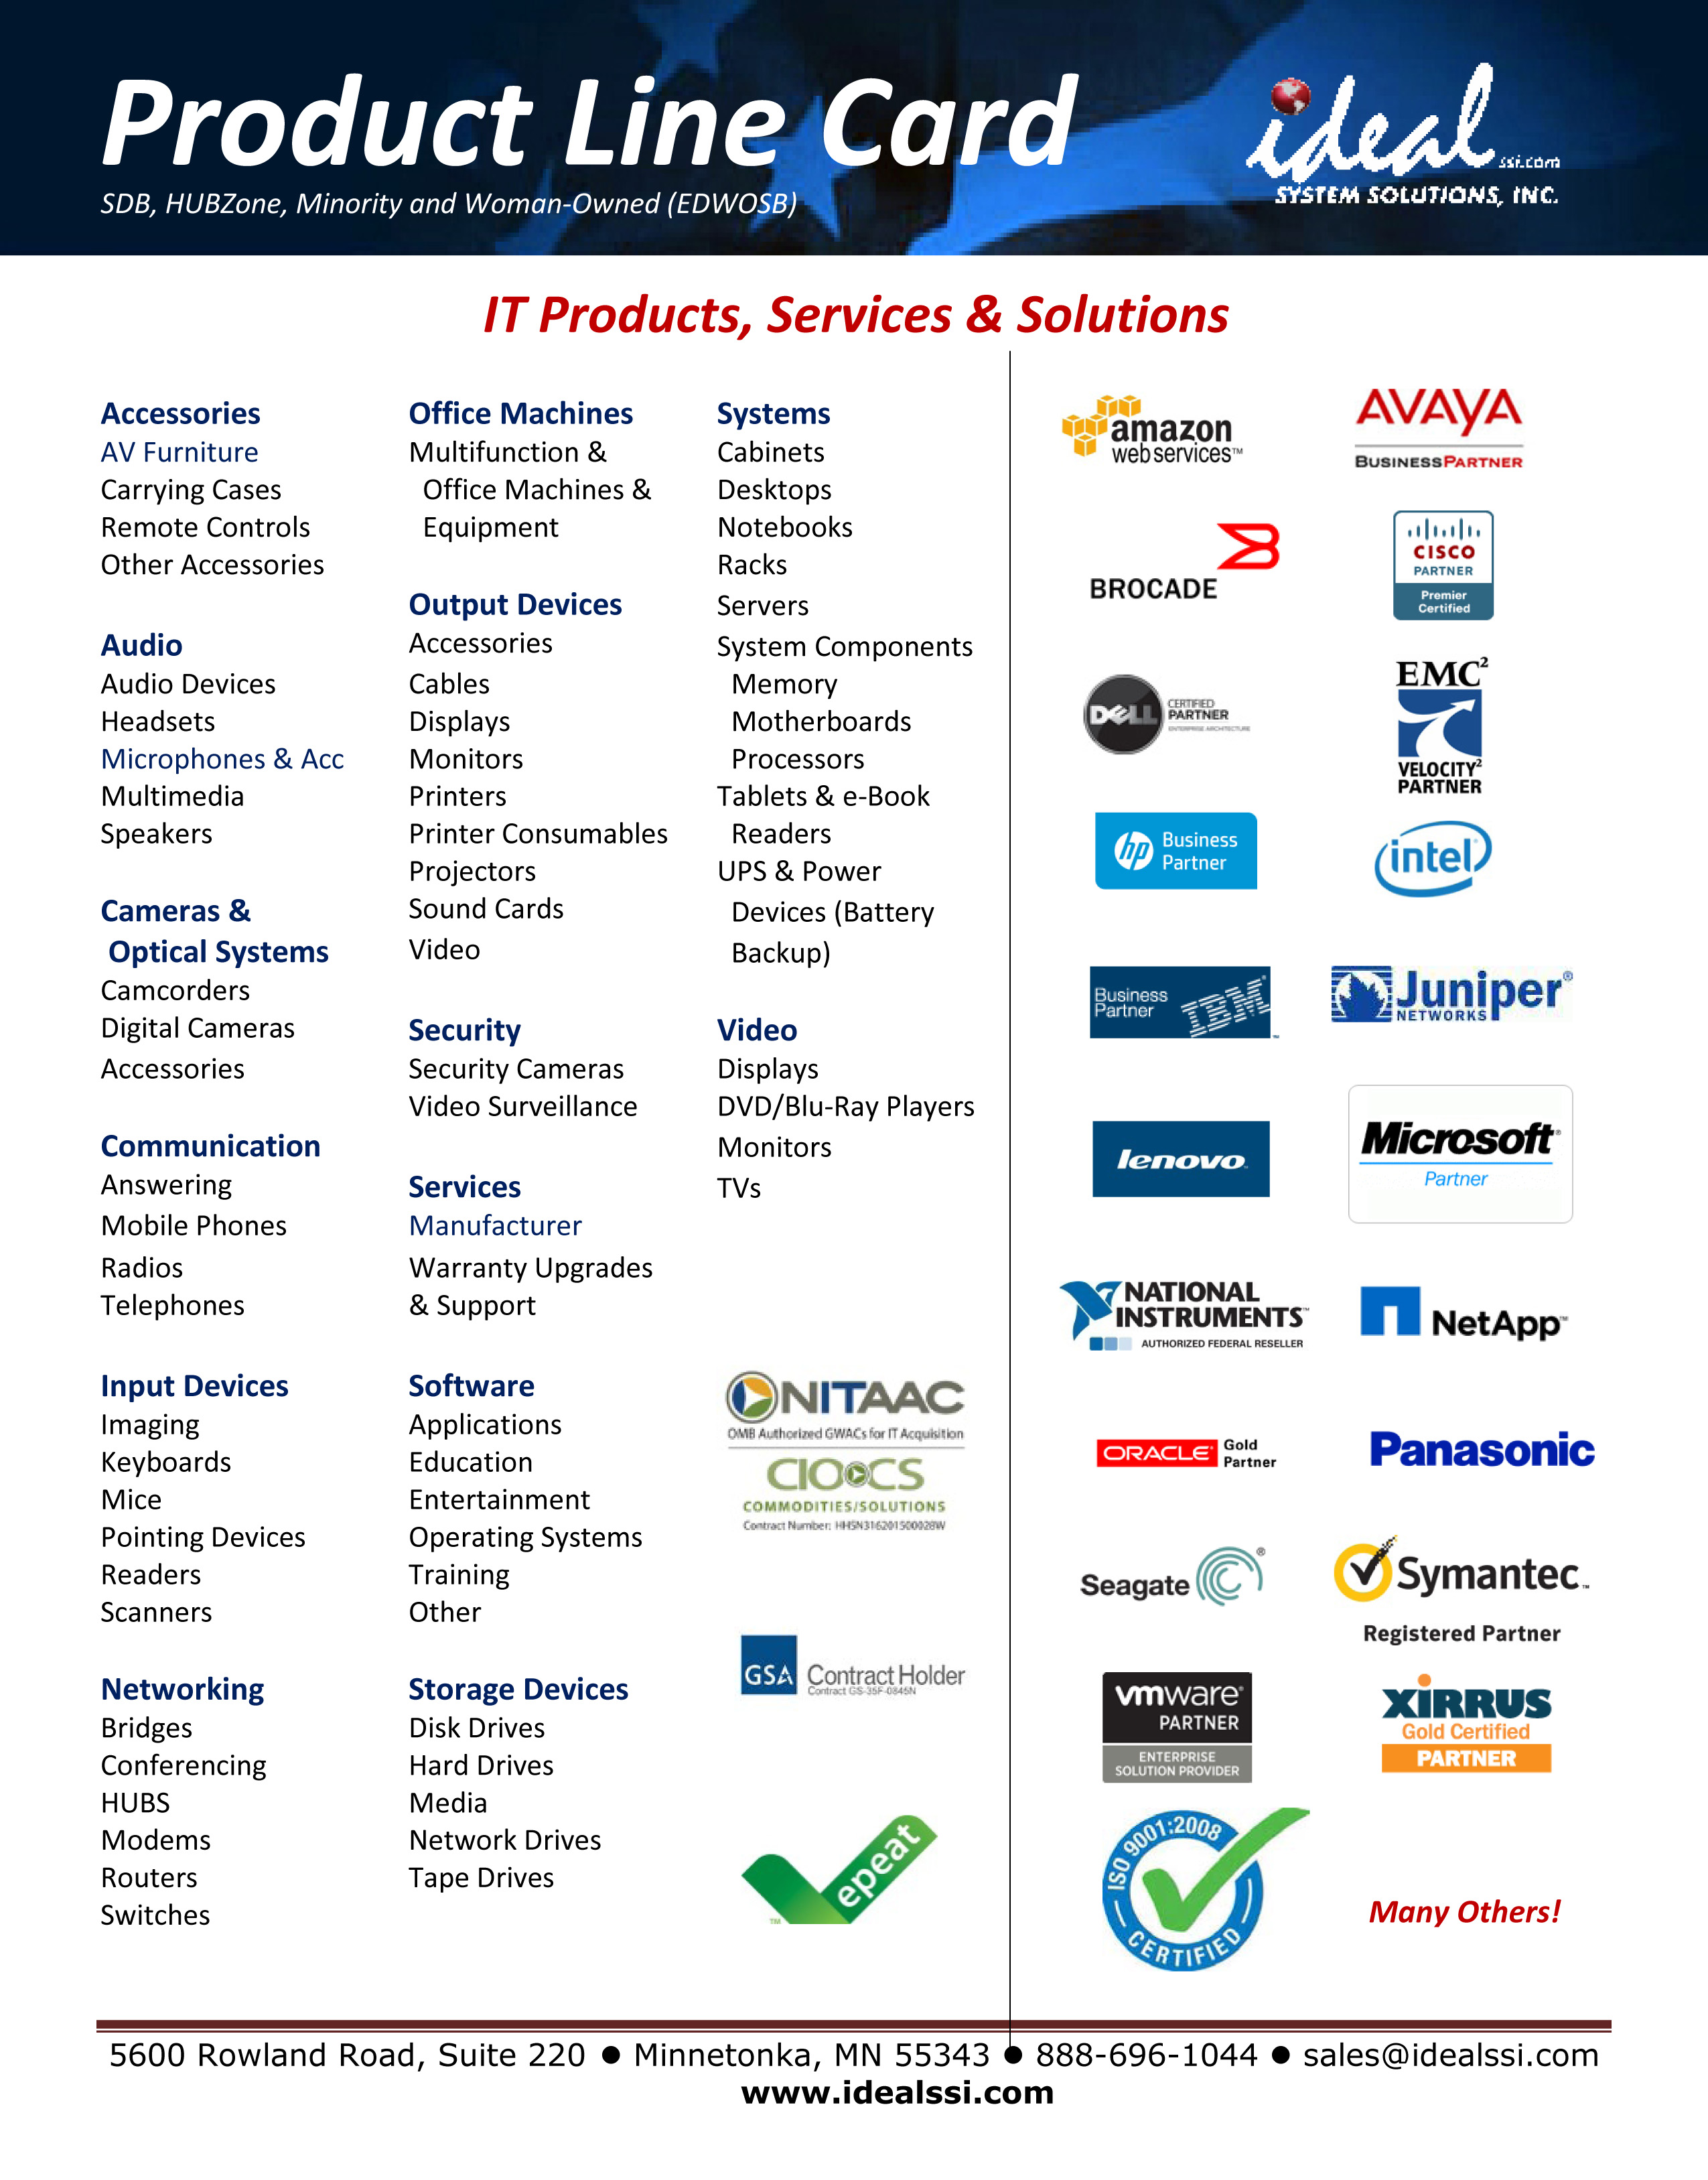 Product Line Card
SDB, HUBZone, Minority and Woman-Owned (EDWOSB)
ideal
ssi.com
SYSTEM SOLUTIONS, INC.
IT Products, Services & Solutions
Accessories
AV Furniture
Carrying Cases
Remote Controls
Other Accessories
Audio
Audio Devices
Headsets
Microphones & Acc
Multimedia
Speakers
Cameras &
Optical Systems
Camcorders
Digital Cameras
Accessories
Communication
Answering
Mobile Phones
Radios
Telephones
Input Devices
Imaging
Keyboards
Mice
Pointing Devices
Readers
Scanners
Networking
Bridges
Conferencing
HUBS
Modems
Routers
Switches
Office Machines
Multifunction &
Office Machines &
Equipment
Output Devices
Accessories
Cables
Displays
Monitors
Printers
Printer Consumables
Projectors
Sound Cards
Video
Security
Security Cameras
Video Surveillance
Services
Manufacturer
Warranty Upgrades
& Support
Software
Applications
Education
Entertainment
Operating Systems
Training
Other
Storage Devices
Disk Drives
Hard Drives
Media
Network Drives
Tape Drives
Systems
Cabinets
Desktops
Notebooks
Racks
Servers
System Components
Memory
Motherboards
Processors
Tablets & e-Book
Readers
UPS & Power
Devices (Battery
Backup)
Video
Displays
DVD/Blu-Ray Players
Monitors
TVs
NITAAC
OMB Authorized GWACs for IT Acquisition
CIO CS
COMMODITIES/SOLUTIONS
Contract Number: HHSN316201500028W
GSA Contract Holder
Contract GS-35F-0845N
epeat
TM
amazon
web services™
AVAYA
BUSINESSPARTNER
BROCADE
CISCO
PARTNER
Premier
Certified
DELL
CERTIFIED
PARTNER
ENTERPRISE ARCHITECTURE
EMC²
VELOCITY²
PARTNER
hp Business
Partner
intel
Business
Partner
IBM
Juniper®
NETWORKS
lenovo
Microsoft
Partner
NATIONAL
INSTRUMENTS™
AUTHORIZED FEDERAL RESELLER
NetApp™
ORACLE® Gold
Partner
Panasonic
Seagate®
Symantec™
Registered Partner
vmware®
PARTNER
ENTERPRISE
SOLUTION PROVIDER
XIRRUS
Gold Certified
PARTNER
ISO 9001:2008
CERTIFIED
Many Others!
5600 Rowland Road, Suite 220 ● Minnetonka, MN 55343 ● 888-696-1044 ● sales@idealssi.com
www.idealssi.com